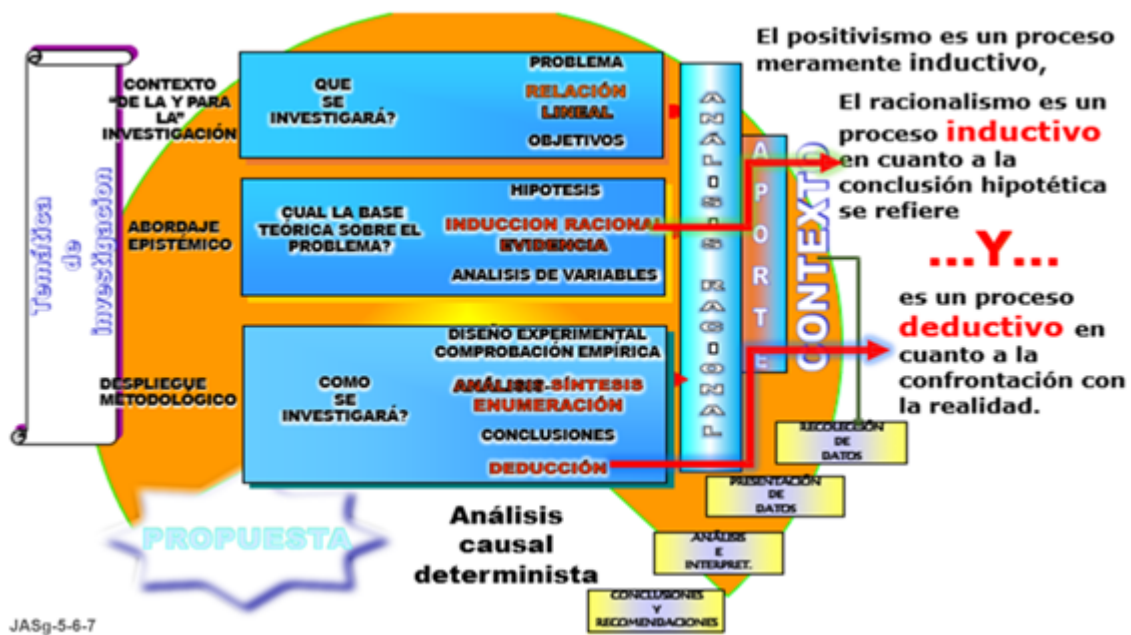 Temática
de
investigacion
CONTEXTO
"DE LA Y PARA
LA"
INVESTIGACIÓN
QUE
SE
INVESTIGARÁ?
PROBLEMA
RELACIÓN
LINEAL
OBJETIVOS
ABORDAJE
EPISTÉMICO
CUAL LA BASE
TEÓRICA SOBRE EL
PROBLEMA?
HIPOTESIS
INDUCCION RACIONAL
EVIDENCIA
ANALISIS DE VARIABLES
DESPLIEGUE
METODOLÓGICO
COMO
SE
INVESTIGARÁ?
DISEÑO EXPERIMENTAL
COMPROBACIÓN EMPÍRICA
ANÁLISIS-SÍNTESIS
ENUMERACIÓN
CONCLUSIONES
DEDUCCIÓN
ANALISIS RACIONAL
APORTE
CONTEXTO
El positivismo es un proceso
meramente inductivo,
El racionalismo es un
proceso inductivo
en cuanto a la
conclusión hipotética
se refiere
...Y...
es un proceso
deductivo en
cuanto a la
confrontación con
la realidad.
RECOLECCIÓN
DE
DATOS
PRESENTACIÓN
DE
DATOS
ANÁLISIS
E
INTERPRET.
CONCLUSIONES
Y
RECOMENDACIONES
PROPUESTA
Análisis
causal
determinista
JASg-5-6-7